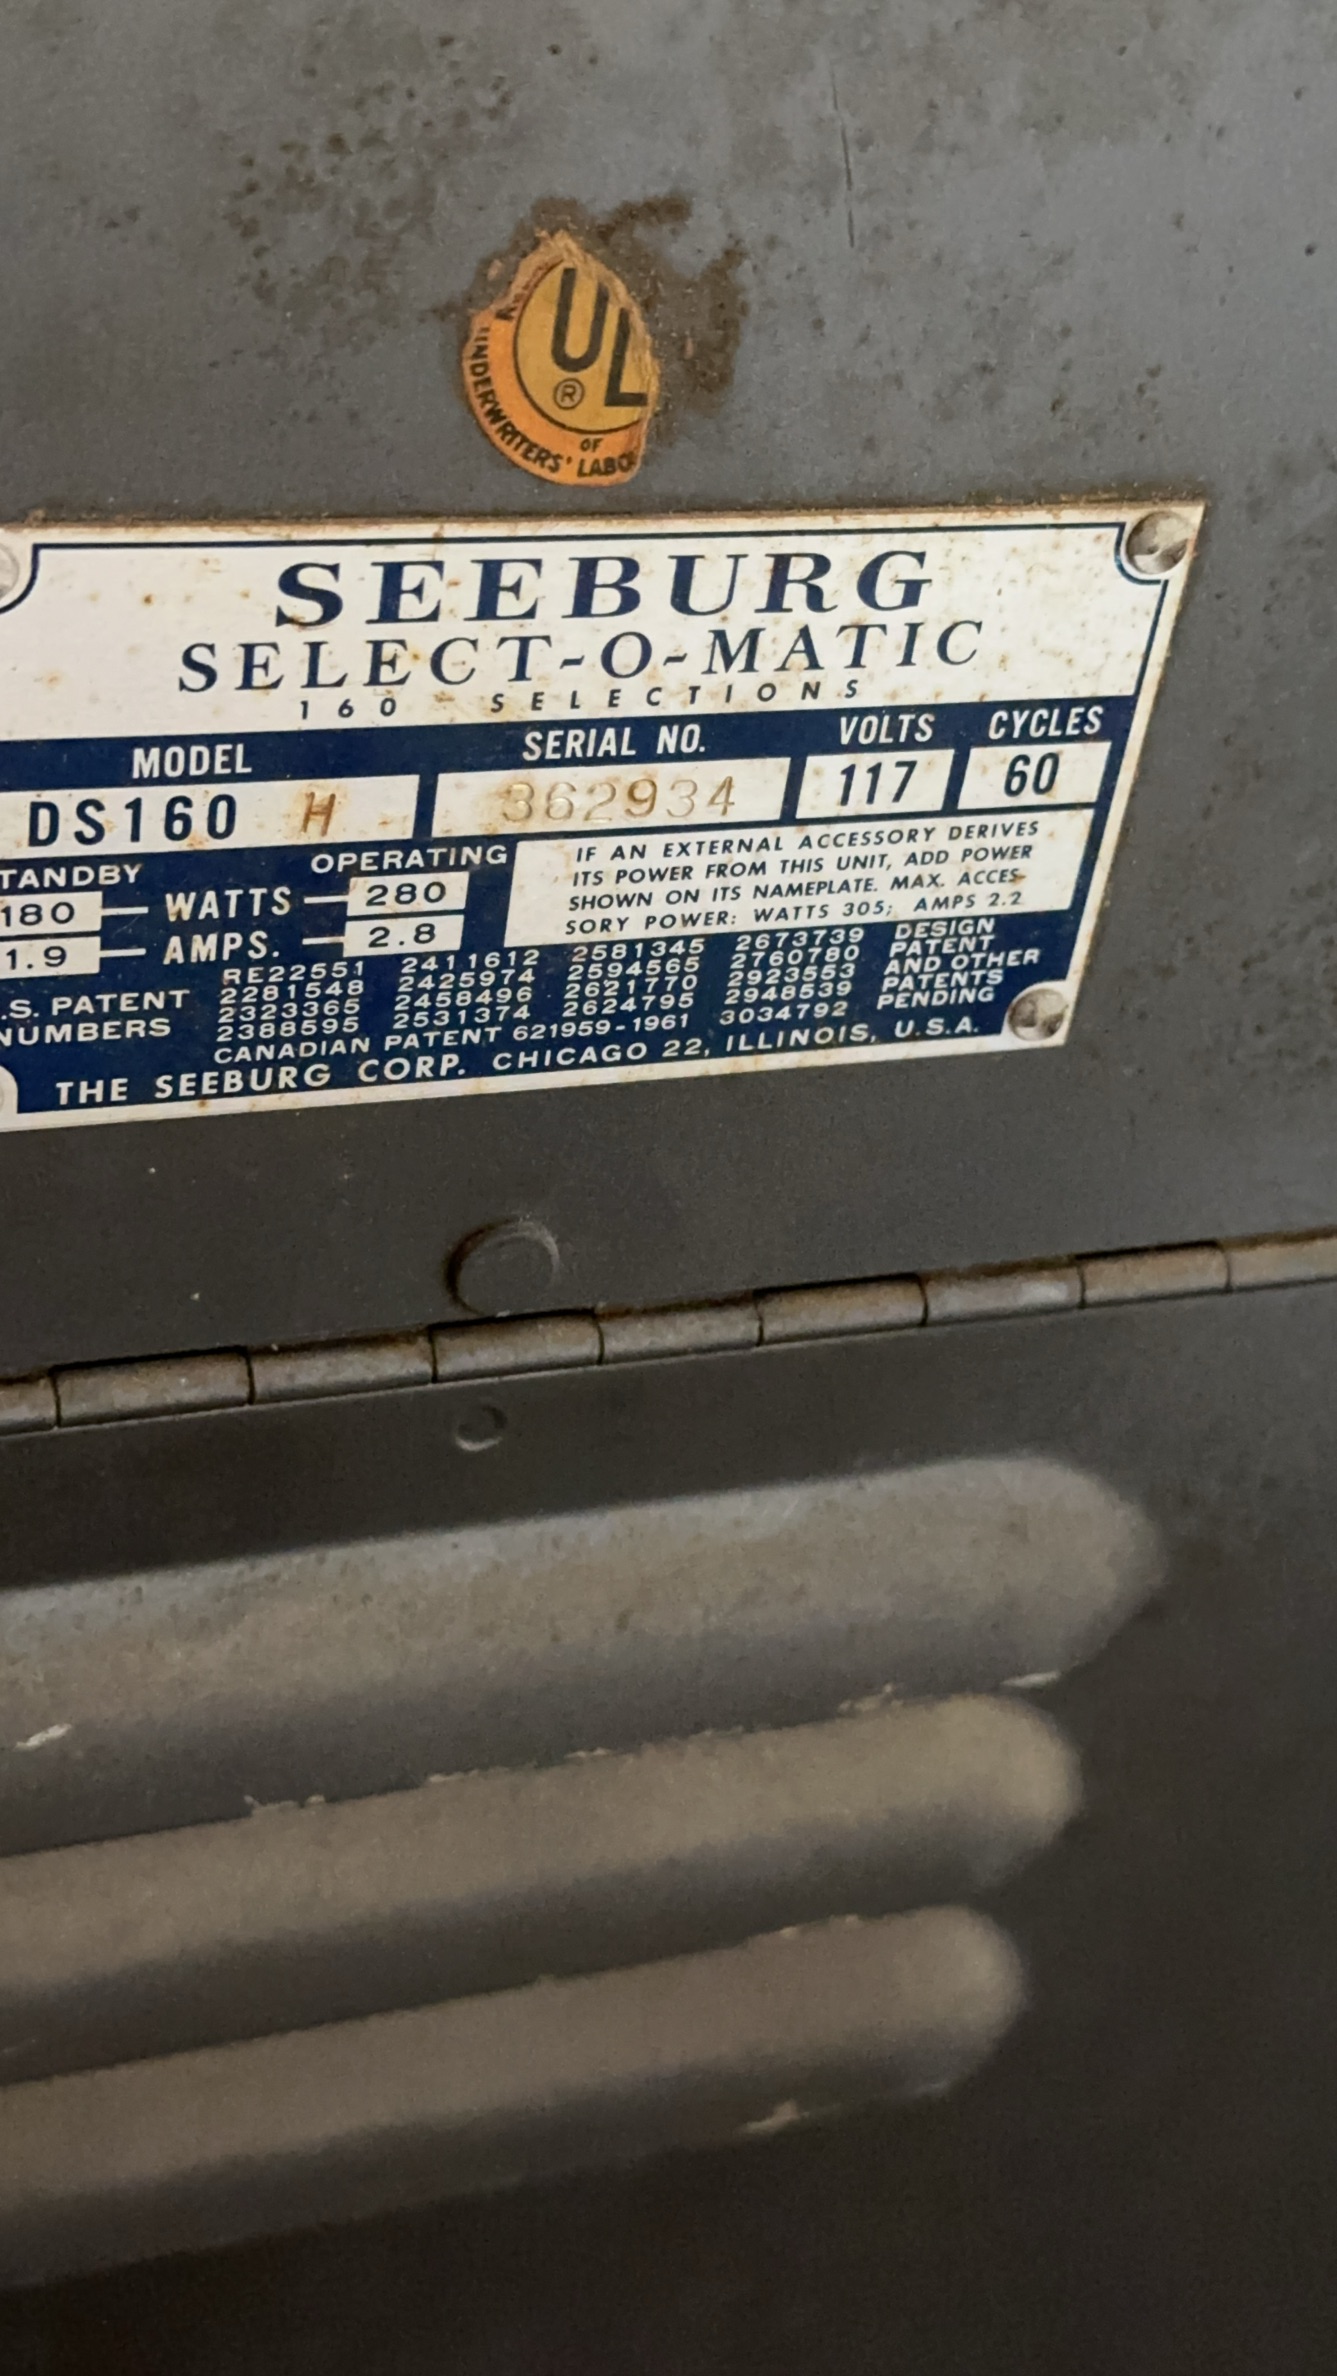 UL
®
OF
UNDERWRITERS' LABO
SEEBURG
SELECT-O-MATIC
160 SELECTIONS
MODEL SERIAL NO. VOLTS CYCLES
DS160 H 362934 117 60
TANDBY OPERATING
180 WATTS 280
1.9 AMPS. 2.8
IF AN EXTERNAL ACCESSORY DERIVES
ITS POWER FROM THIS UNIT, ADD POWER
SHOWN ON ITS NAMEPLATE. MAX. ACCES-
SORY POWER: WATTS 305; AMPS 2.2
.S. PATENT
NUMBERS
RE22551 2411612 2581345 2673739 DESIGN
2281548 2425974 2594565 2760780 PATENT
2323365 2458496 2621770 2923553 AND OTHER
2388595 2531374 2624795 2948539 PATENTS
CANADIAN PATENT 621959-1961 3034792 PENDING
THE SEEBURG CORP. CHICAGO 22, ILLINOIS, U.S.A.